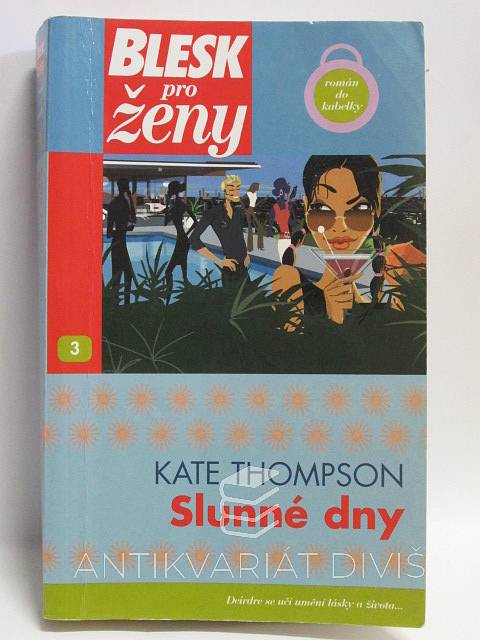 BLESK
pro
ženy
román
do
kabelky
3
KATE THOMPSON
Slunné dny
ANTIKVARIÁT DIVIŠ
Deirdre se učí umění lásky a života...